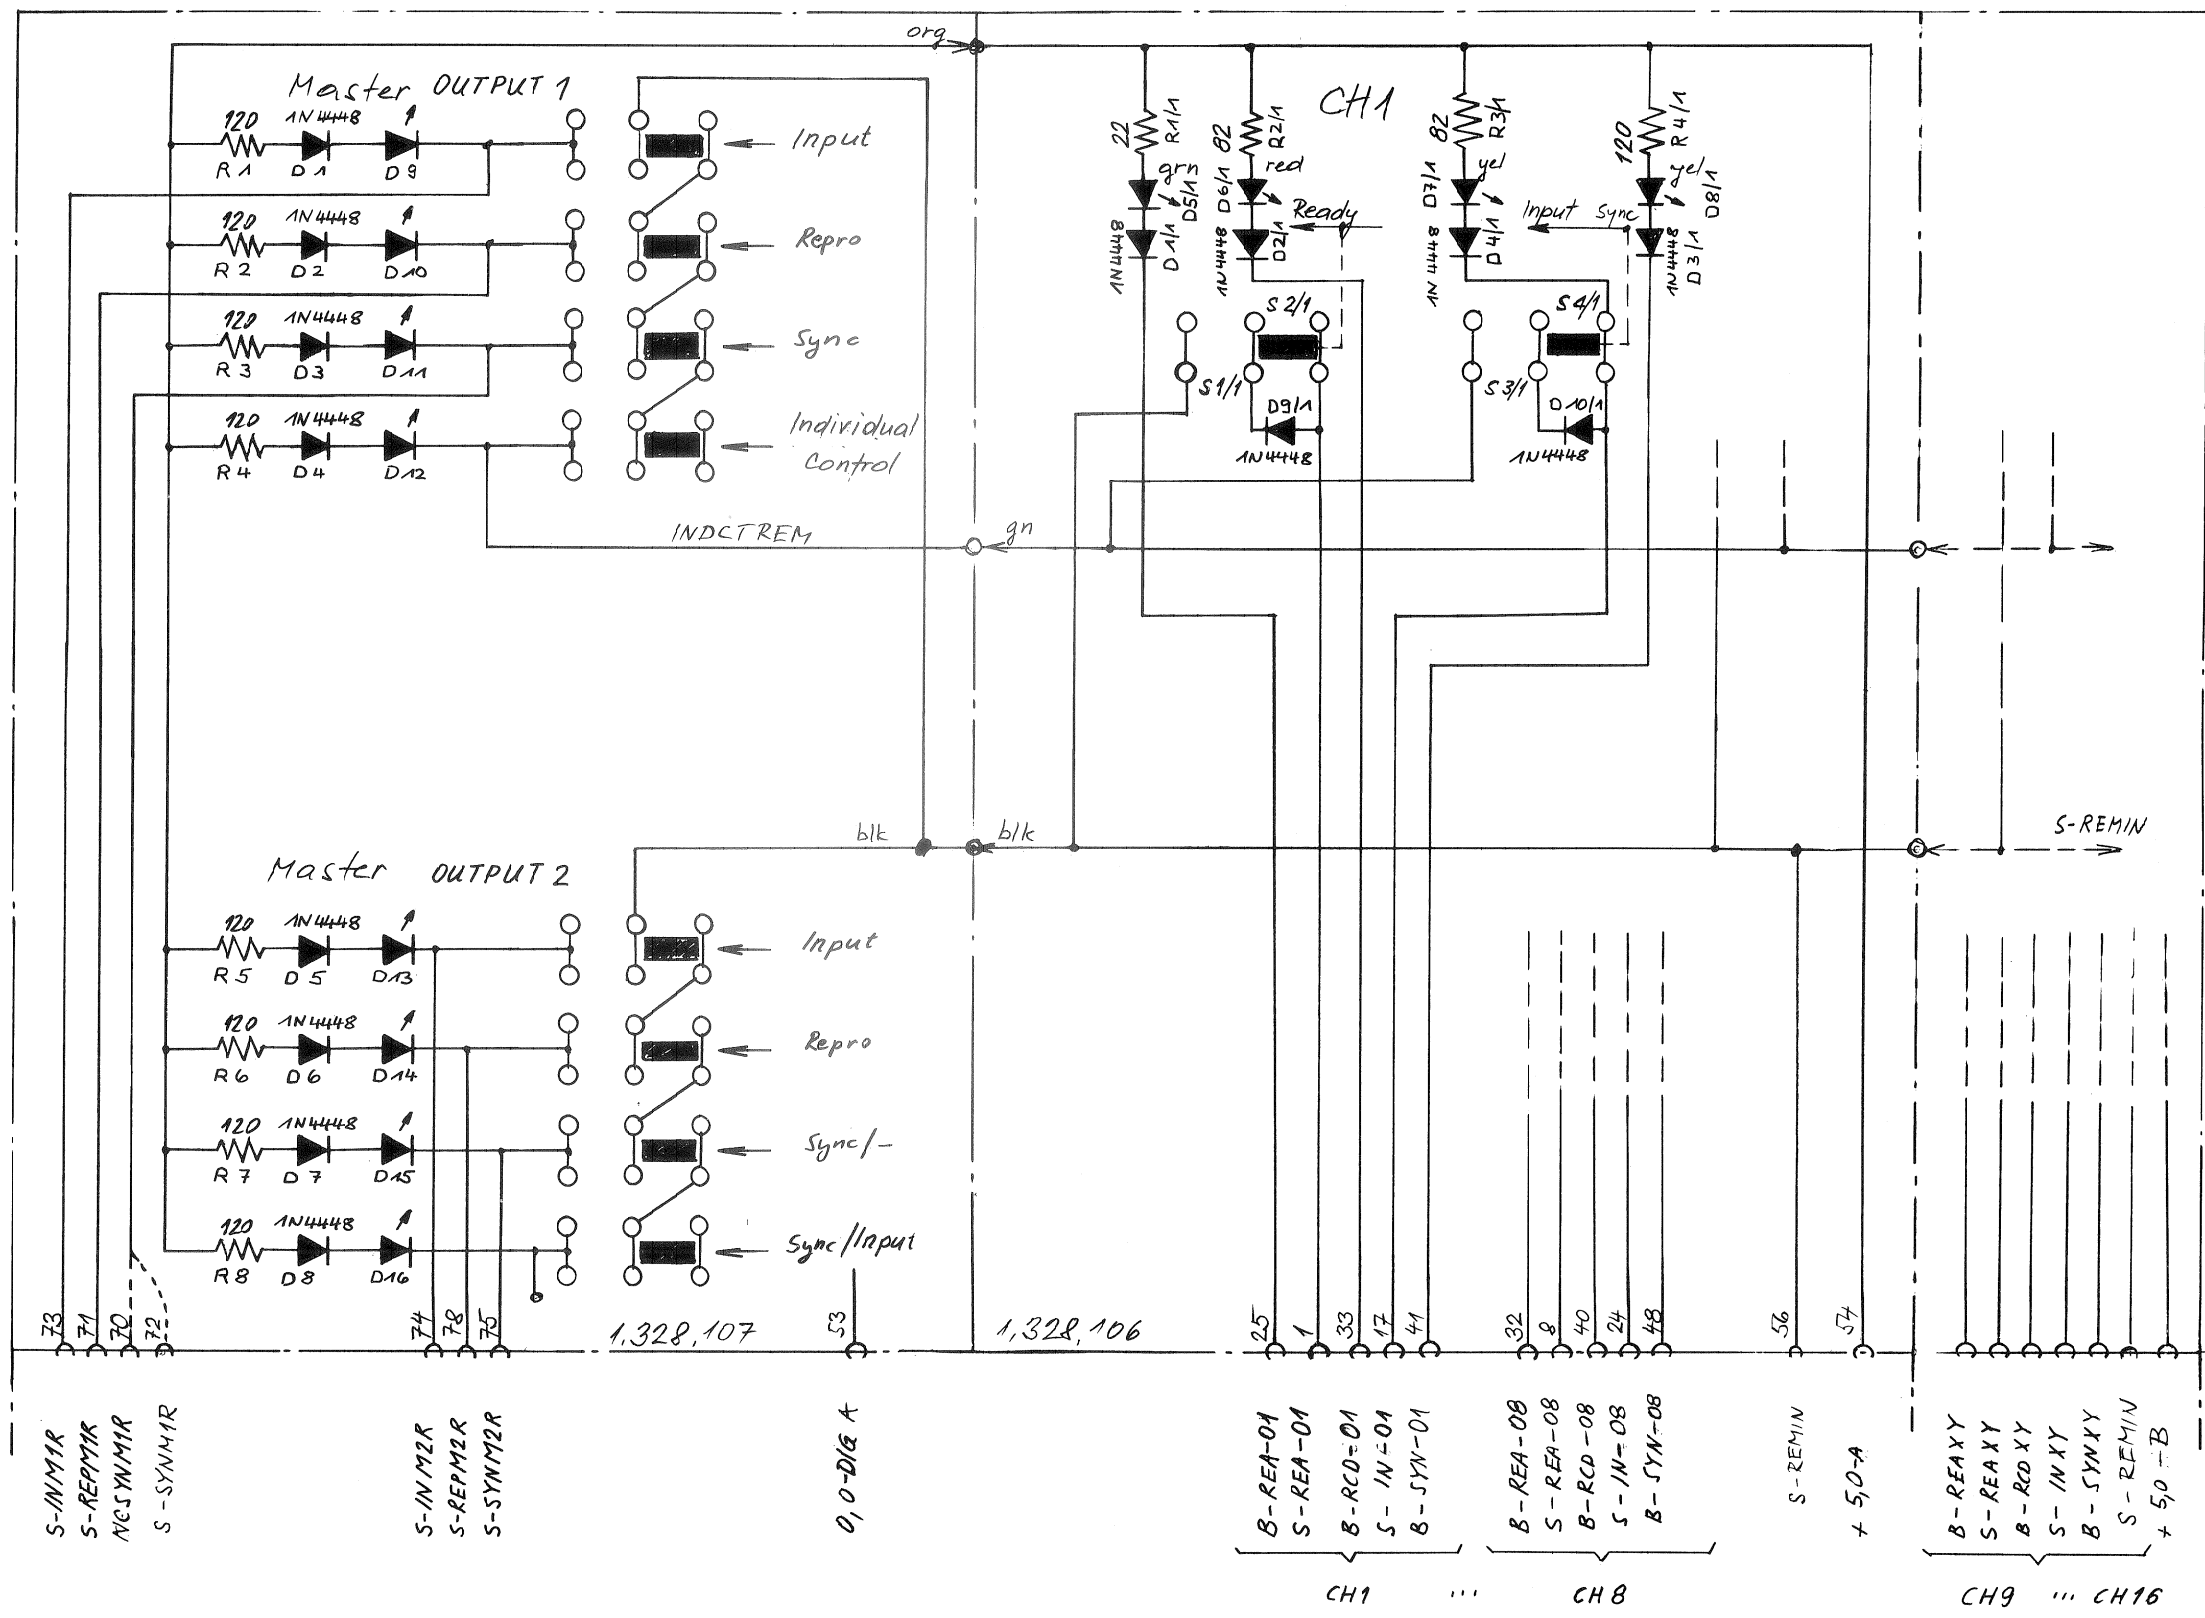 org
Master OUTPUT 1
120
1N4448
R1
D1
D9
Input
120
1N4448
R2
D2
D10
Repro
120
1N4448
R3
D3
D11
Sync
120
1N4448
R4
D4
D12
Individual
Control
INDCTREM
gn
CH1
22
R1/1
grn
D5/1
1N4448
D1/1
82
R2/1
D6/1
red
1N4448
D2/1
Ready
82
R3/1
D7/1
yel
1N4448
D4/1
Input
Sync
120
R4/1
yel
D8/1
1N4448
D3/1
S2/1
S1/1
D9/1
1N4448
S4/1
S3/1
D10/1
1N4448
blk
blk
S-REMIN
Master OUTPUT 2
120
1N4448
R5
D5
D13
Input
120
1N4448
R6
D6
D14
Repro
120
1N4448
R7
D7
D15
Sync/-
120
1N4448
R8
D8
D16
Sync/Input
1,328,107
1,328,106
73
71
70
72
74
78
75
53
25
1
33
17
41
32
8
40
24
48
56
54
S-INM1R
S-REPM1R
NCSYNM1R
S-SYNM1R
S-INM2R
S-REPM2R
S-SYNM2R
0,0-DIG A
B-REA-01
S-REA-01
B-RCD-01
S-IN-01
B-SYN-01
B-REA-08
S-REA-08
B-RCD-08
S-IN-08
B-SYN-08
S-REMIN
+5,0-A
B-REAXY
S-REAXY
B-RCDXY
S-INXY
B-SYNXY
S-REMIN
+5,0-B
CH1 ... CH8
CH9 ... CH16